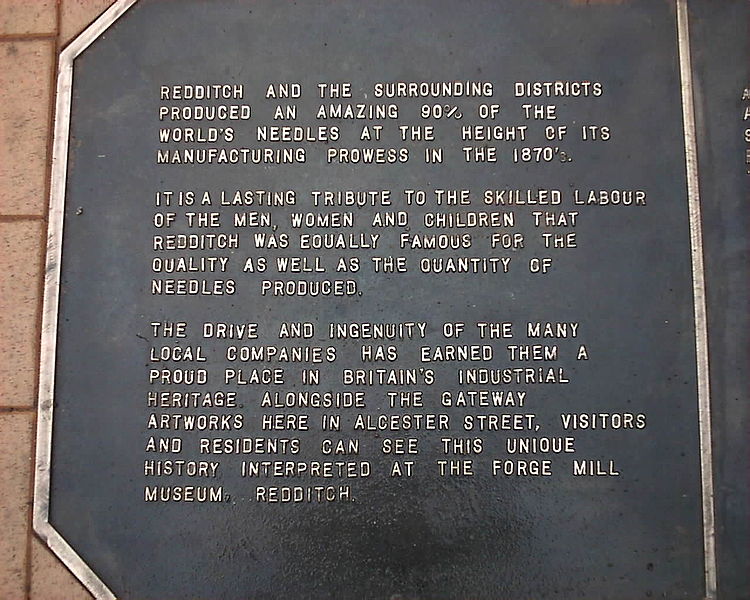 REDDITCH AND THE SURROUNDING DISTRICTS
PRODUCED AN AMAZING 90% OF THE
WORLD'S NEEDLES AT THE HEIGHT OF ITS
MANUFACTURING PROWESS IN THE 1870's.
IT IS A LASTING TRIBUTE TO THE SKILLED LABOUR
OF THE MEN, WOMEN AND CHILDREN THAT
REDDITCH WAS EQUALLY FAMOUS FOR THE
QUALITY AS WELL AS THE QUANTITY OF
NEEDLES PRODUCED.
THE DRIVE AND INGENUITY OF THE MANY
LOCAL COMPANIES HAS EARNED THEM A
PROUD PLACE IN BRITAIN'S INDUSTRIAL
HERITAGE. ALONGSIDE THE GATEWAY
ARTWORKS HERE IN ALCESTER STREET, VISITORS
AND RESIDENTS CAN SEE THIS UNIQUE
HISTORY INTERPRETED AT THE FORGE MILL
MUSEUM, REDDITCH.